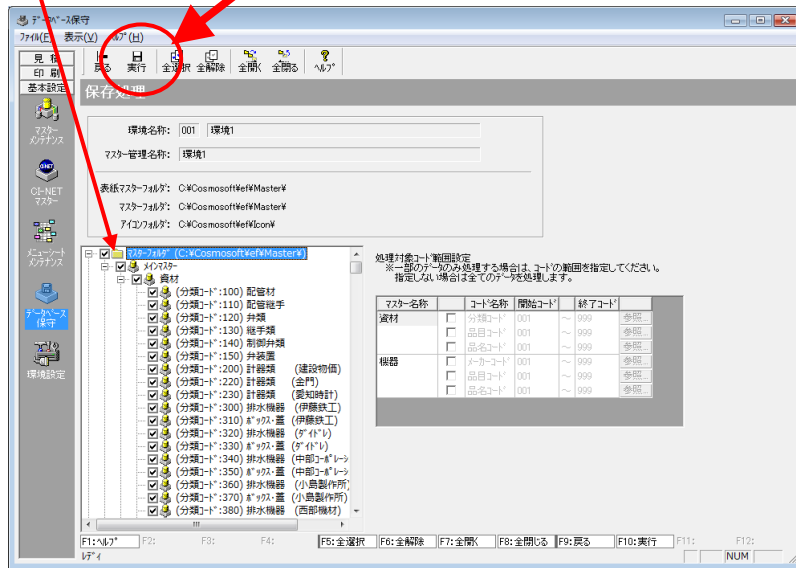 ﾃﾞｰﾀﾍﾞｰｽ保守
ﾌｧｲﾙ(F) 表示(V) ﾍﾙﾌﾟ(H)
見 積
印 刷
基本設定
戻る 実行 全選択 全解除 全開く 全閉る ﾍﾙﾌﾟ
保存処理
ﾏｽﾀｰ
ﾒﾝﾃﾅﾝｽ
CI-NET
ﾏｽﾀｰ
ﾒﾆｭｰｼｰﾄ
ﾒﾝﾃﾅﾝｽ
ﾃﾞｰﾀﾍﾞｰｽ
保守
環境設定
環境名称: 001 環境1
ﾏｽﾀｰ管理名称: 環境1
表紙ﾏｽﾀｰﾌｫﾙﾀﾞ: C:¥Cosmosoft¥ef¥Master¥
ﾏｽﾀｰﾌｫﾙﾀﾞ: C:¥Cosmosoft¥ef¥Master¥
ｱｲｺﾝﾌｫﾙﾀﾞ: C:¥Cosmosoft¥ef¥Icon¥
ﾏｽﾀｰﾌｫﾙﾀﾞ (C:¥Cosmosoft¥ef¥Master¥)
ﾒｲﾝﾏｽﾀｰ
資材
(分類ｺｰﾄﾞ:100) 配管材
(分類ｺｰﾄﾞ:110) 配管継手
(分類ｺｰﾄﾞ:120) 弁類
(分類ｺｰﾄﾞ:130) 継手類
(分類ｺｰﾄﾞ:140) 制御弁類
(分類ｺｰﾄﾞ:150) 弁装置
(分類ｺｰﾄﾞ:200) 計器類 (建設物価)
(分類ｺｰﾄﾞ:220) 計器類 (金門)
(分類ｺｰﾄﾞ:230) 計器類 (愛知時計)
(分類ｺｰﾄﾞ:300) 排水機器 (伊藤鉄工)
(分類ｺｰﾄﾞ:310) ﾎﾞｯｸｽ･蓋 (伊藤鉄工)
(分類ｺｰﾄﾞ:320) 排水機器 (ﾀﾞｲﾄﾞﾚ)
(分類ｺｰﾄﾞ:330) ﾎﾞｯｸｽ･蓋 (ﾀﾞｲﾄﾞﾚ)
(分類ｺｰﾄﾞ:340) 排水機器 (中部ｺｰﾎﾟﾚｰｼ
(分類ｺｰﾄﾞ:350) ﾎﾞｯｸｽ･蓋 (中部ｺｰﾎﾟﾚｰｼ
(分類ｺｰﾄﾞ:360) 排水機器 (小島製作所)
(分類ｺｰﾄﾞ:370) ﾎﾞｯｸｽ･蓋 (小島製作所)
(分類ｺｰﾄﾞ:380) 排水機器 (西部機材)
処理対象ｺｰﾄﾞ範囲設定
※一部のﾃﾞｰﾀのみ処理する場合は、ｺｰﾄﾞの範囲を指定してください。
指定しない場合は全てのﾃﾞｰﾀを処理します。
ﾏｽﾀｰ名称 ｺｰﾄﾞ名称 開始ｺｰﾄﾞ 終了ｺｰﾄﾞ
資材 分類ｺｰﾄﾞ 001 ～ 999 参照...
品目ｺｰﾄﾞ 001 ～ 999 参照...
品名ｺｰﾄﾞ 001 ～ 999 参照...
機器 ﾒｰｶｰｺｰﾄﾞ 001 ～ 999 参照...
品目ｺｰﾄﾞ 001 ～ 999 参照...
品名ｺｰﾄﾞ 001 ～ 999 参照...
F1:ﾍﾙﾌﾟ F2: F3: F4: F5:全選択 F6:全解除 F7:全開く F8:全閉じる F9:戻る F10:実行 F11: F12:
ﾚﾃﾞｨ NUM